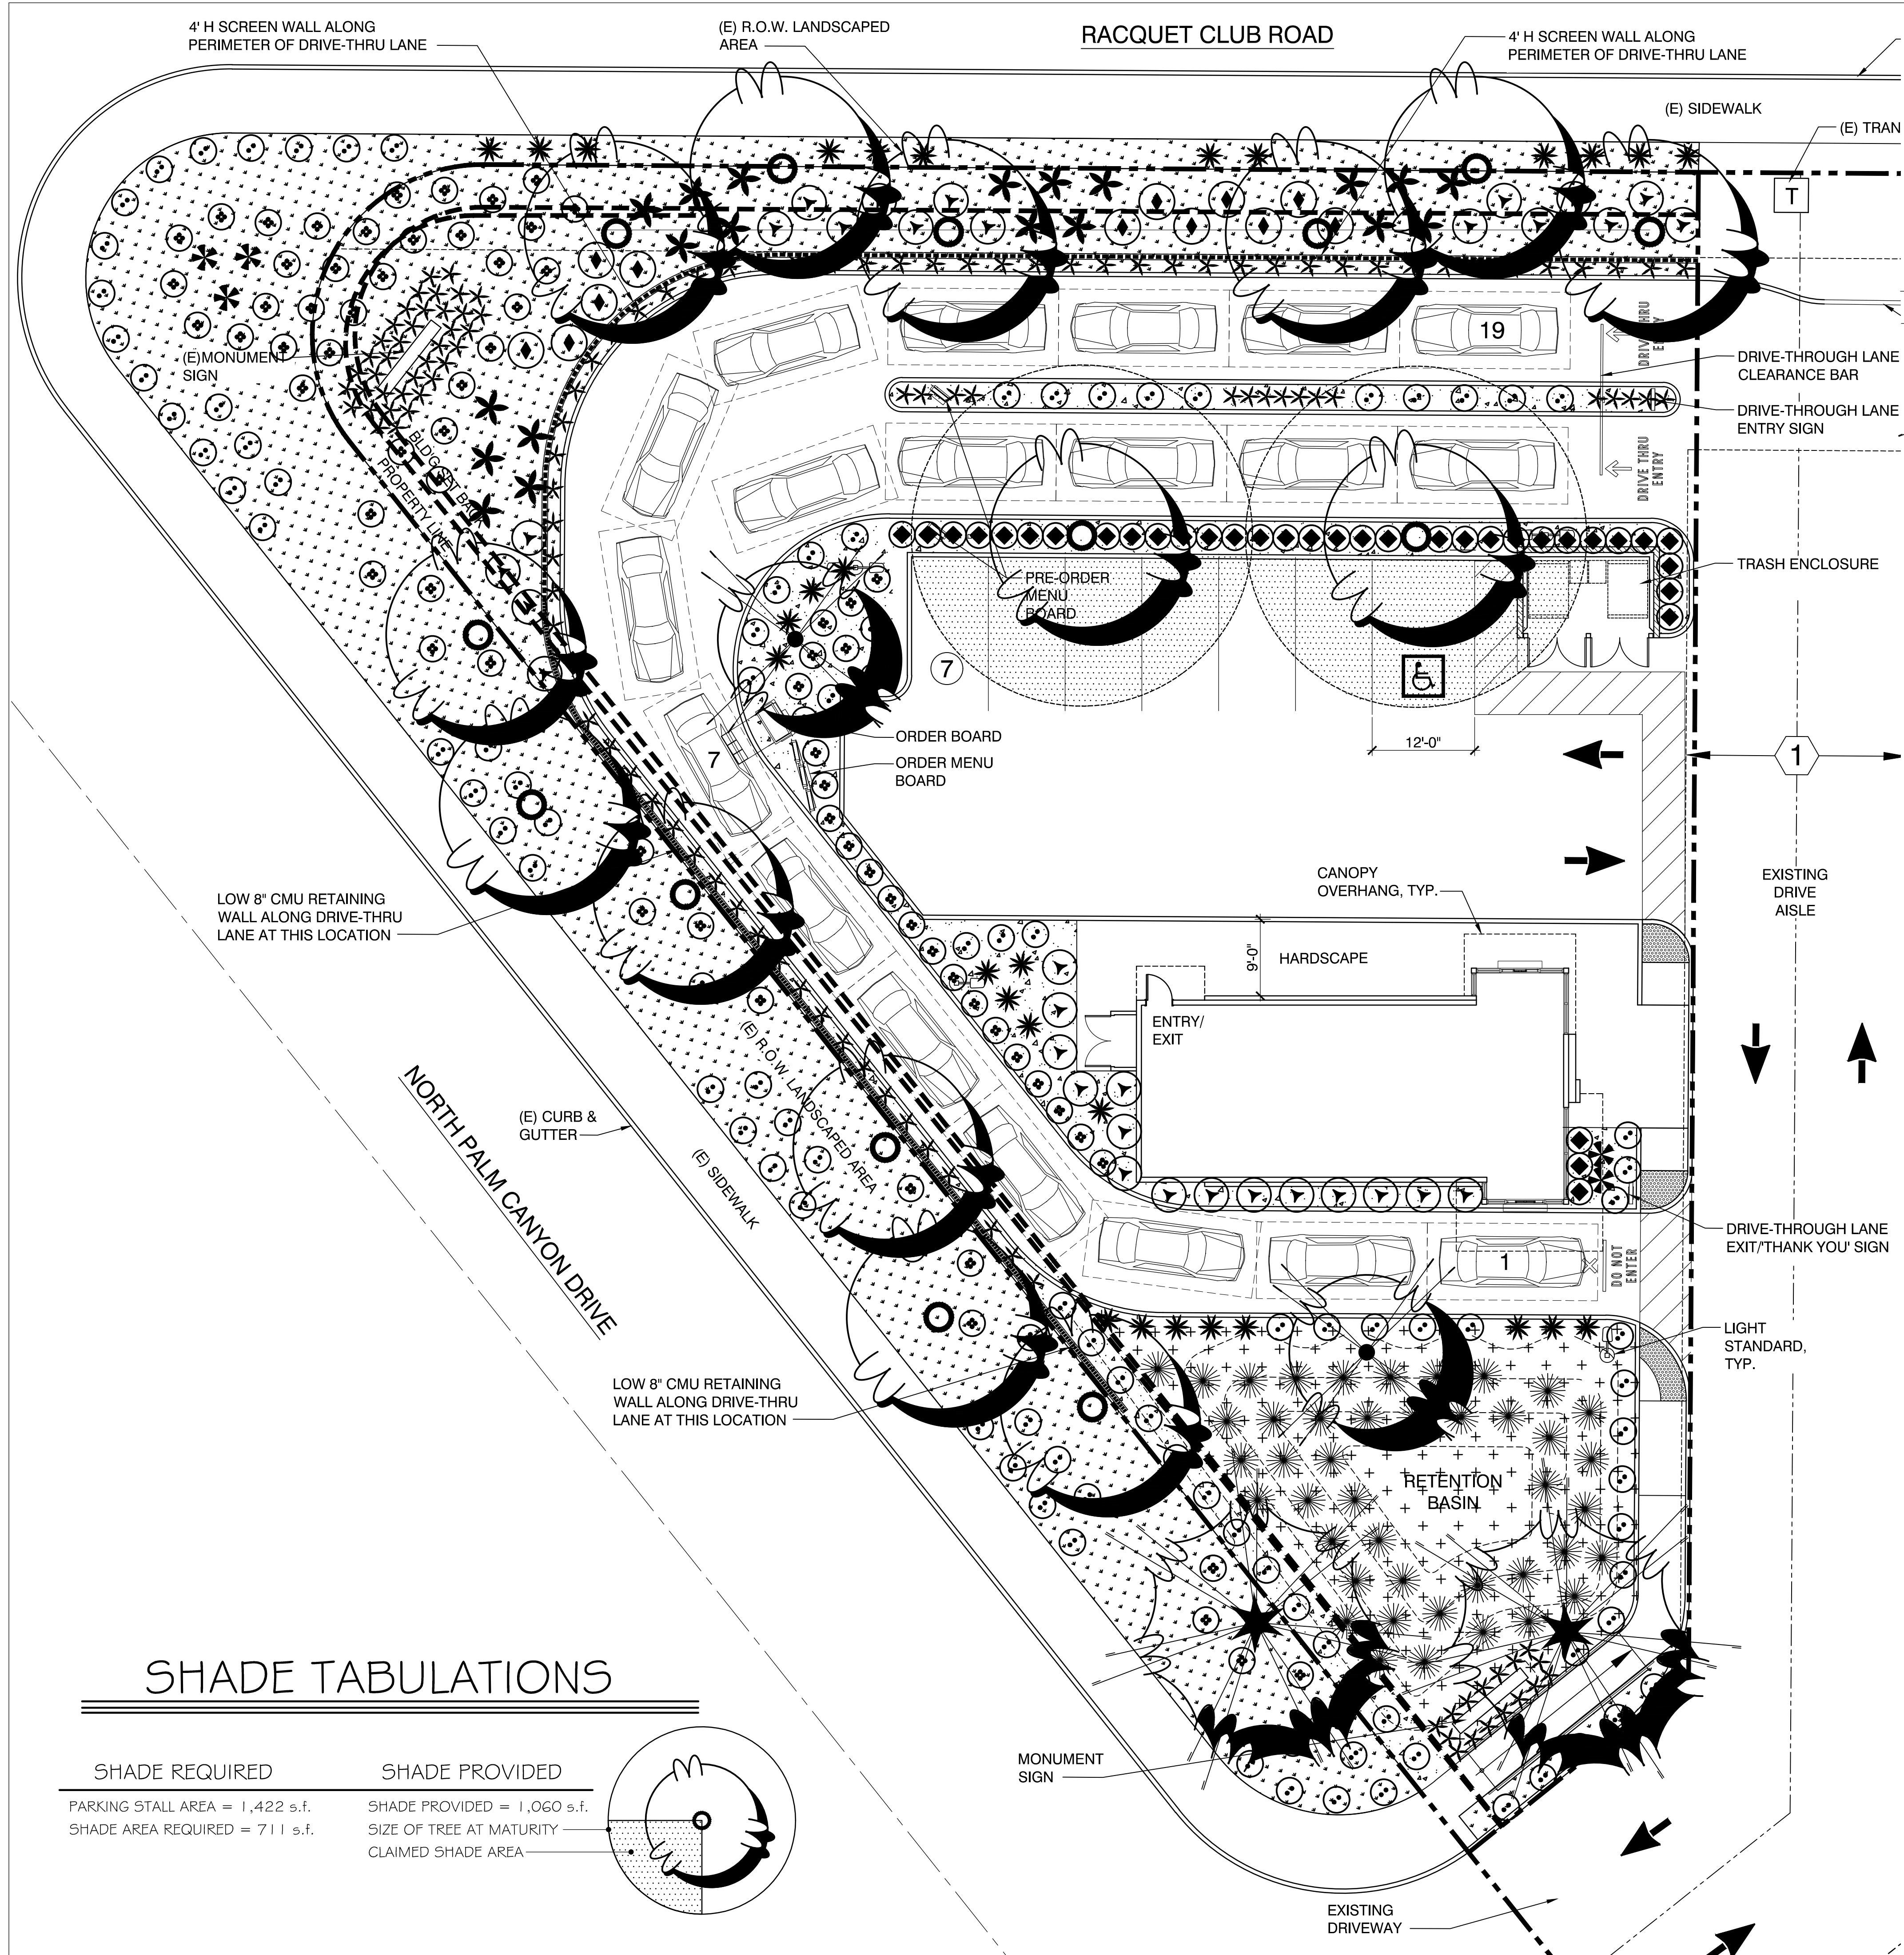 4' H SCREEN WALL ALONG
PERIMETER OF DRIVE-THRU LANE
(E) R.O.W. LANDSCAPED
AREA
RACQUET CLUB ROAD
4' H SCREEN WALL ALONG
PERIMETER OF DRIVE-THRU LANE
(E) SIDEWALK
(E) TRAN
T
(E)MONUMENT
SIGN
19
DRIVE THRU
ENTRY
DRIVE-THROUGH LANE
CLEARANCE BAR
DRIVE-THROUGH LANE
ENTRY SIGN
DRIVE THRU
ENTRY
BLD'G SET BACK
PROPERTY LINE
PRE-ORDER
MENU
BOARD
TRASH ENCLOSURE
7
ORDER BOARD
ORDER MENU
BOARD
7
12'-0"
1
LOW 8" CMU RETAINING
WALL ALONG DRIVE-THRU
LANE AT THIS LOCATION
CANOPY
OVERHANG, TYP.
EXISTING
DRIVE
AISLE
9'-0"
HARDSCAPE
ENTRY/
EXIT
(E) R.O.W. LANDSCAPED AREA
NORTH PALM CANYON DRIVE
(E) CURB &
GUTTER
(E) SIDEWALK
DRIVE-THROUGH LANE
EXIT/'THANK YOU' SIGN
1
DO NOT
ENTER
LIGHT
STANDARD,
TYP.
LOW 8" CMU RETAINING
WALL ALONG DRIVE-THRU
LANE AT THIS LOCATION
RETENTION
BASIN
MONUMENT
SIGN
EXISTING
DRIVEWAY
SHADE TABULATIONS
SHADE REQUIRED
PARKING STALL AREA = 1,422 s.f.
SHADE AREA REQUIRED = 711 s.f.
SHADE PROVIDED
SHADE PROVIDED = 1,060 s.f.
SIZE OF TREE AT MATURITY
CLAIMED SHADE AREA